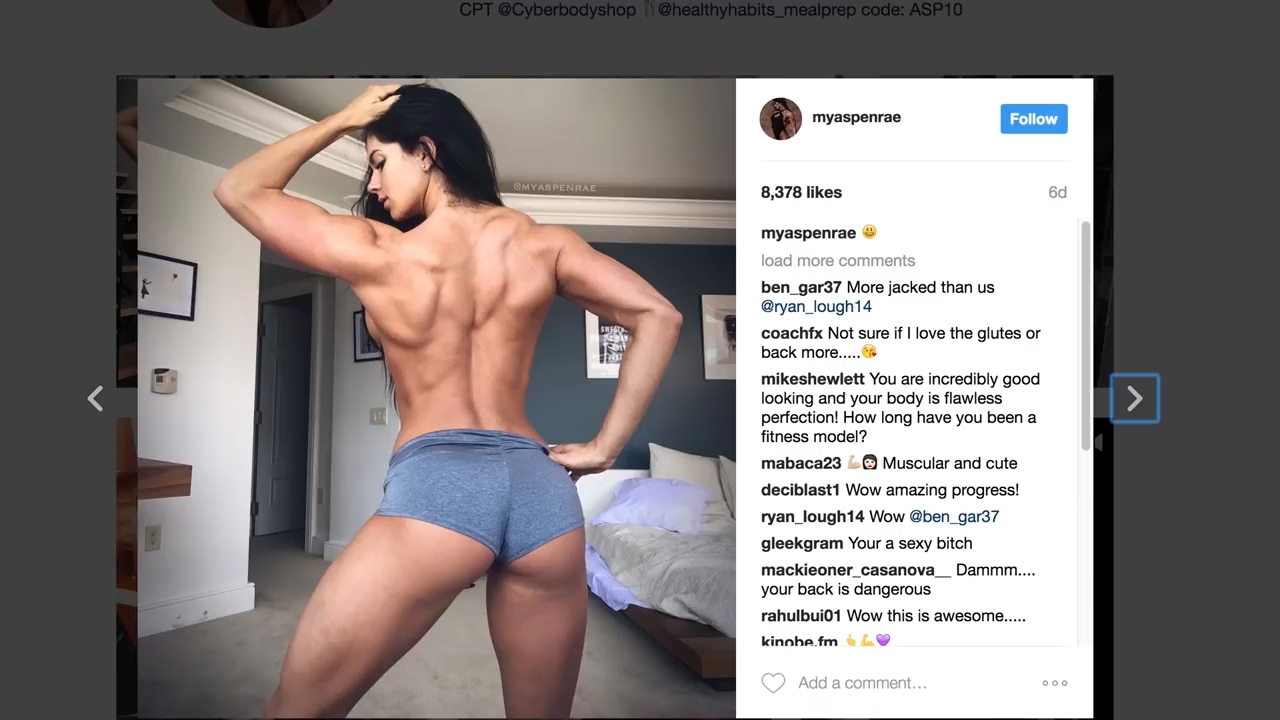 CPT @Cyberbodyshop 🍴@healthyhabits_mealprep code: ASP10
@MYASPENRAE
myaspenrae
Follow
8,378 likes
6d
myaspenrae 😃
load more comments
ben_gar37 More jacked than us
@ryan_lough14
coachfx Not sure if I love the glutes or
back more.....😘
mikeshewlett You are incredibly good
looking and your body is flawless
perfection! How long have you been a
fitness model?
mabaca23 💪🏻👩🏻 Muscular and cute
deciblast1 Wow amazing progress!
ryan_lough14 Wow @ben_gar37
gleekgram Your a sexy bitch
mackieoner_casanova__ Dammm....
your back is dangerous
rahulbui01 Wow this is awesome.....
kinobe.fm 👆💪💜
Add a comment…